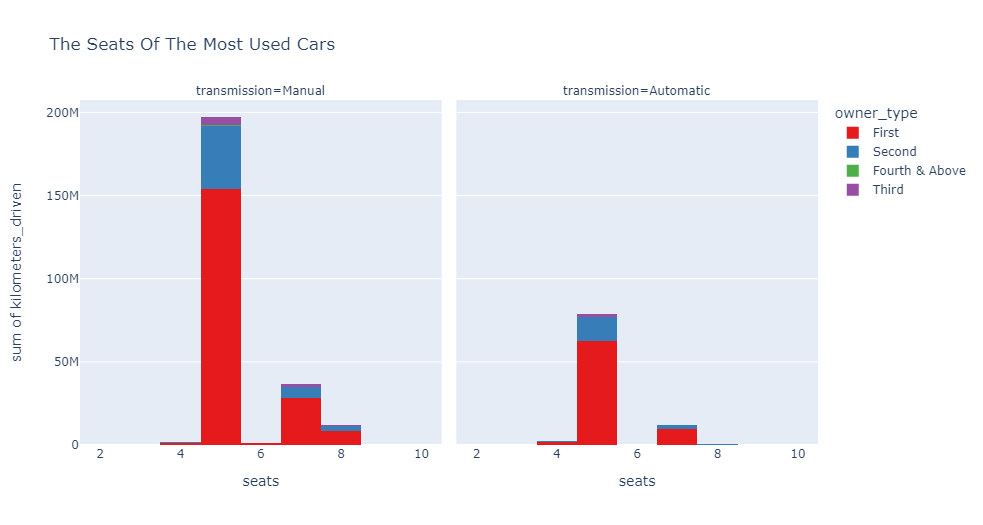 The Seats Of The Most Used Cars
transmission=Manual
transmission=Automatic
owner_type
First
Second
Fourth & Above
Third
sum of kilometers_driven
200M
150M
100M
50M
0
2 4 6 8 10
2 4 6 8 10
seats
seats